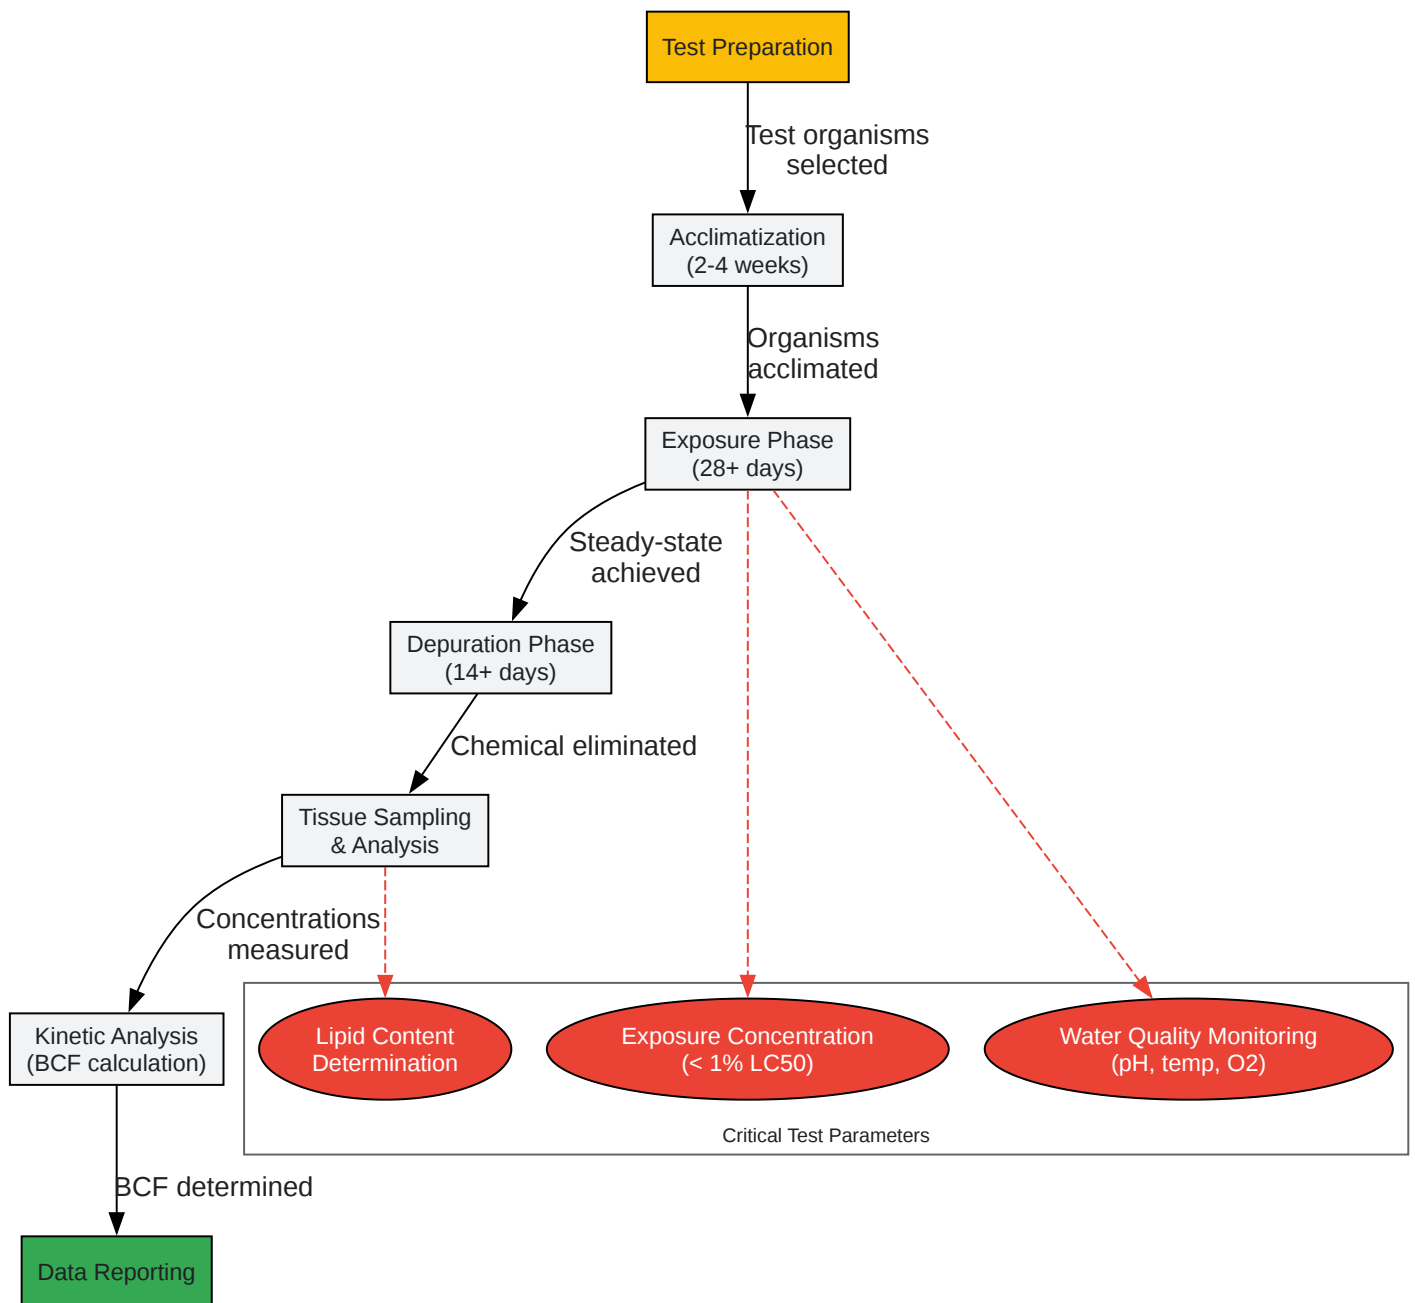 Test Preparation
Test organisms
selected
Acclimatization
(2-4 weeks)
Organisms
acclimated
Exposure Phase
(28+ days)
Steady-state
achieved
Depuration Phase
(14+ days)
Chemical eliminated
Tissue Sampling
& Analysis
Concentrations
measured
Kinetic Analysis
(BCF calculation)
Lipid Content
Determination
Exposure Concentration
(< 1% LC50)
Water Quality Monitoring
(pH, temp, O2)
Critical Test Parameters
BCF determined
Data Reporting